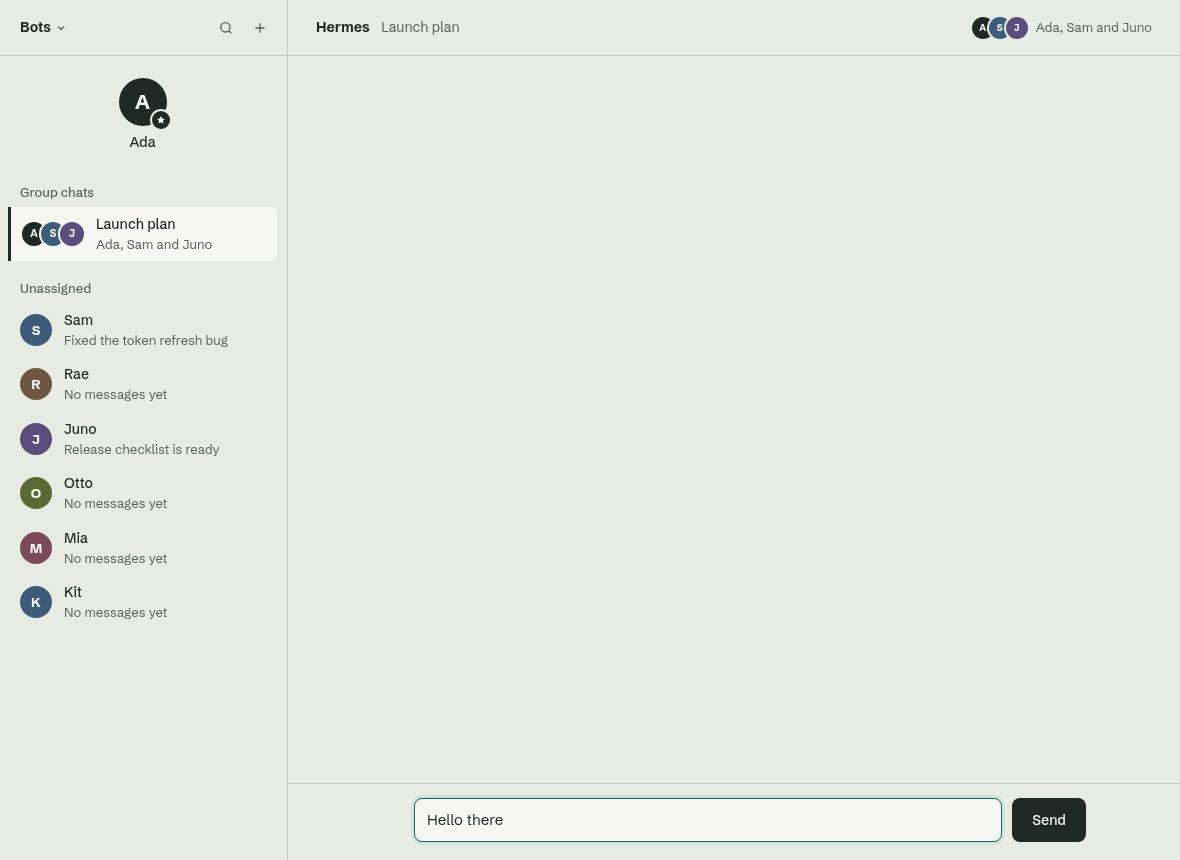 Bots
A
Ada
Group chats
A S J
Launch plan
Ada, Sam and Juno
Unassigned
S
Sam
Fixed the token refresh bug
R
Rae
No messages yet
J
Juno
Release checklist is ready
O
Otto
No messages yet
M
Mia
No messages yet
K
Kit
No messages yet
Hermes Launch plan
A S J Ada, Sam and Juno
Hello there
Send